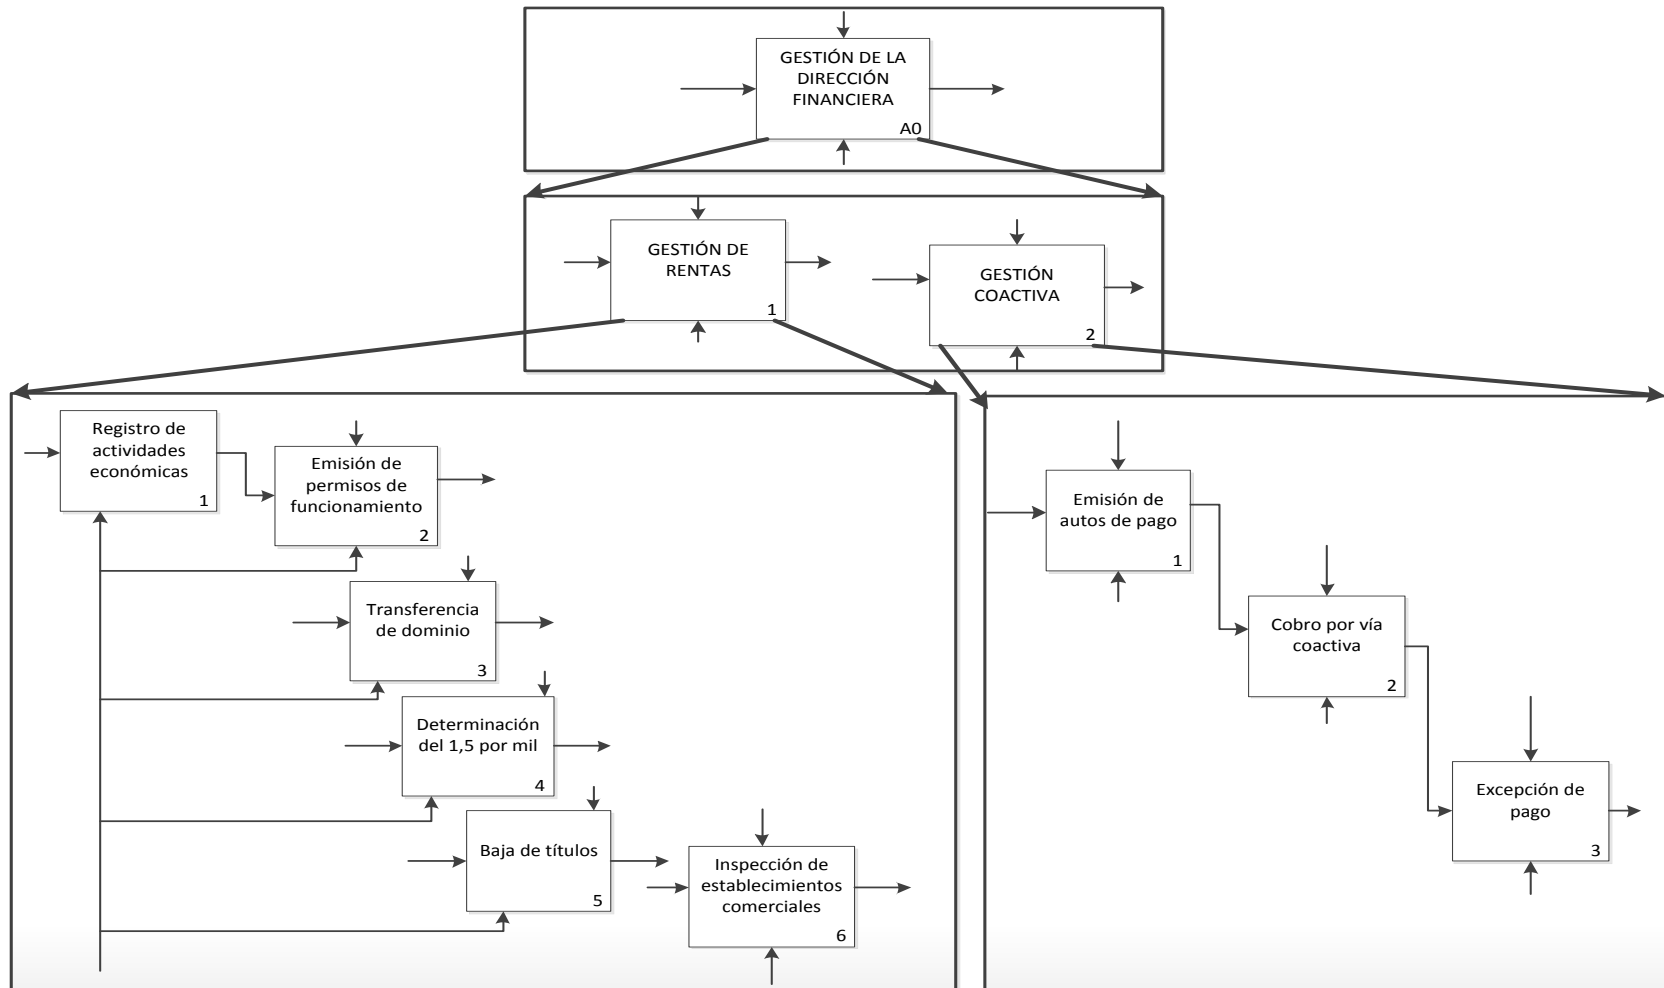 GESTIÓN DE LA
DIRECCIÓN
FINANCIERA
A0
GESTIÓN DE
RENTAS
1
GESTIÓN
COACTIVA
2
Registro de
actividades
económicas
1
Emisión de
permisos de
funcionamiento
2
Transferencia
de dominio
3
Determinación
del 1,5 por mil
4
Baja de títulos
5
Inspección de
establecimientos
comerciales
6
Emisión de
autos de pago
1
Cobro por vía
coactiva
2
Excepción de
pago
3